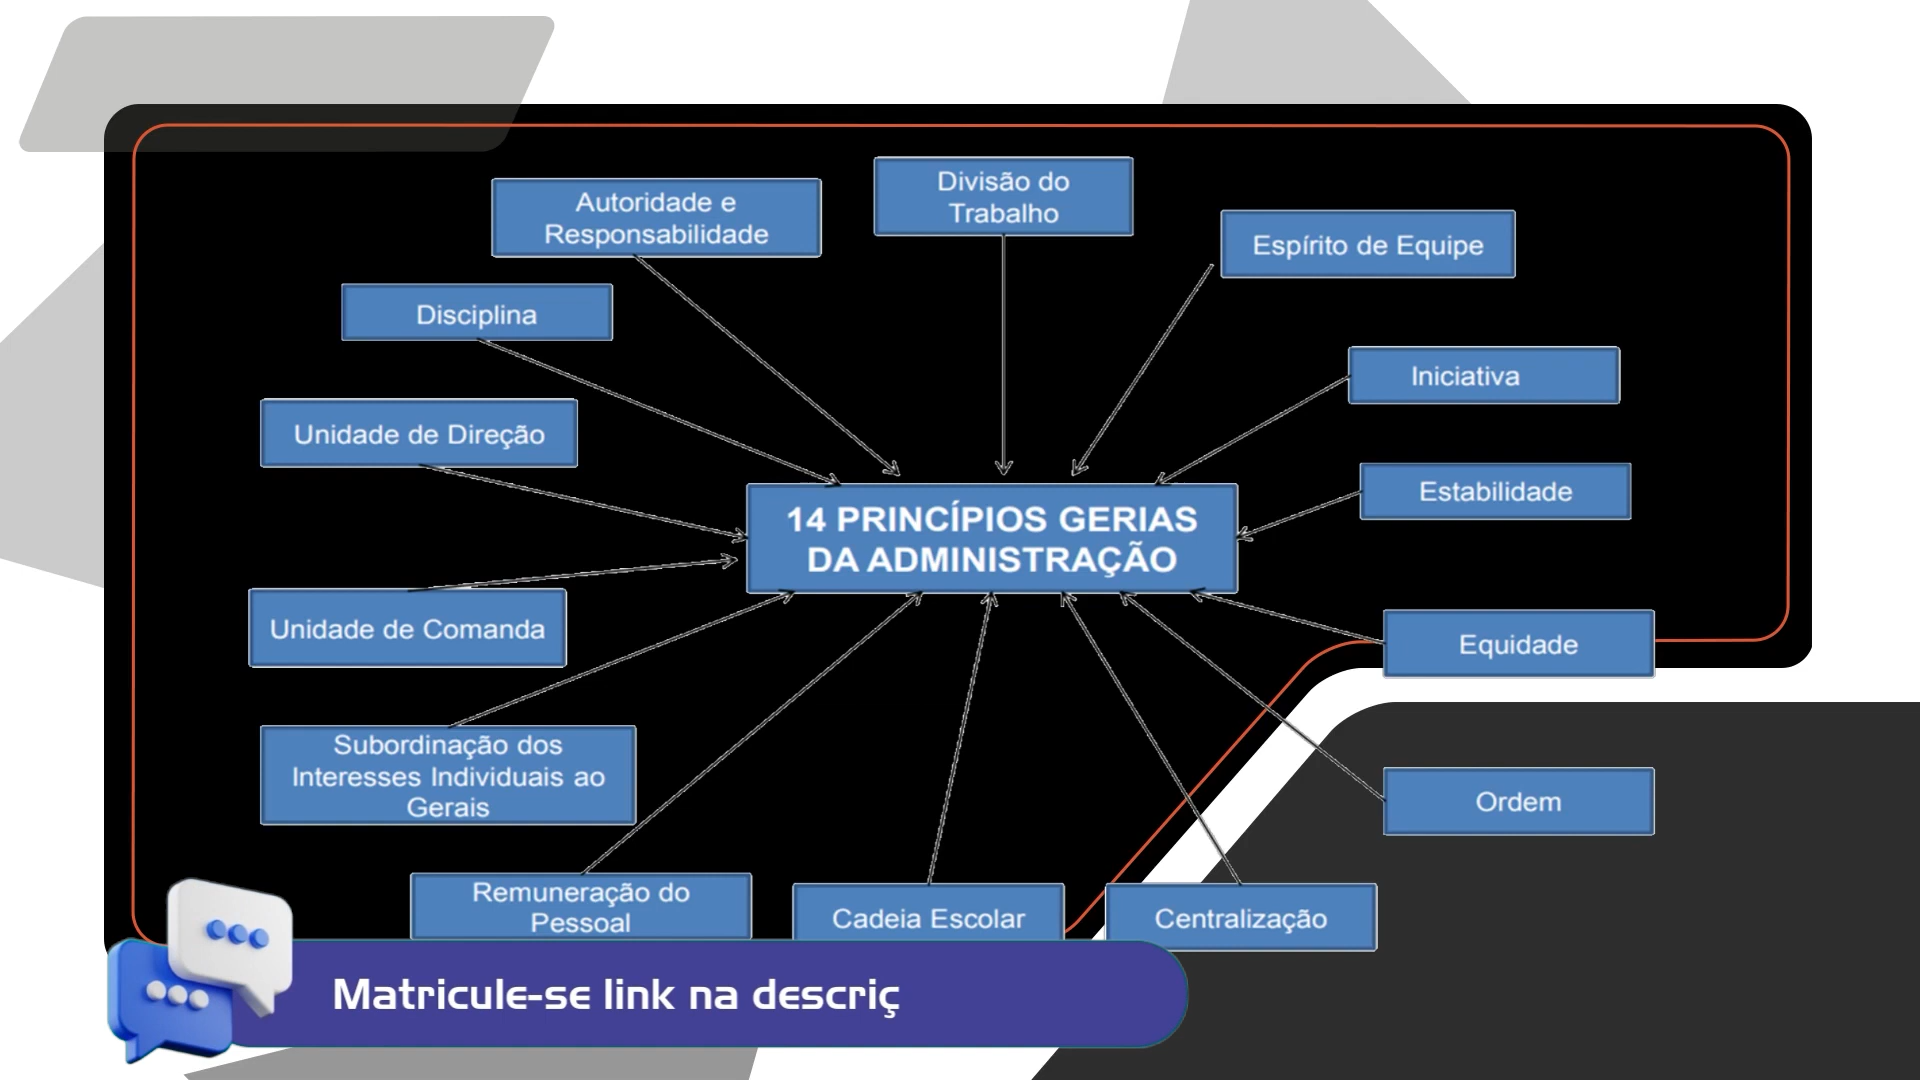 Divisão do
Trabalho
Autoridade e
Responsabilidade
Espírito de Equipe
Disciplina
Iniciativa
Unidade de Direção
Estabilidade
14 PRINCÍPIOS GERIAS
DA ADMINISTRAÇÃO
Unidade de Comanda
Equidade
Subordinação dos
Interesses Individuais ao
Gerais
Ordem
Remuneração do
Pessoal
Cadeia Escolar
Centralização
Matricule-se link na descriç